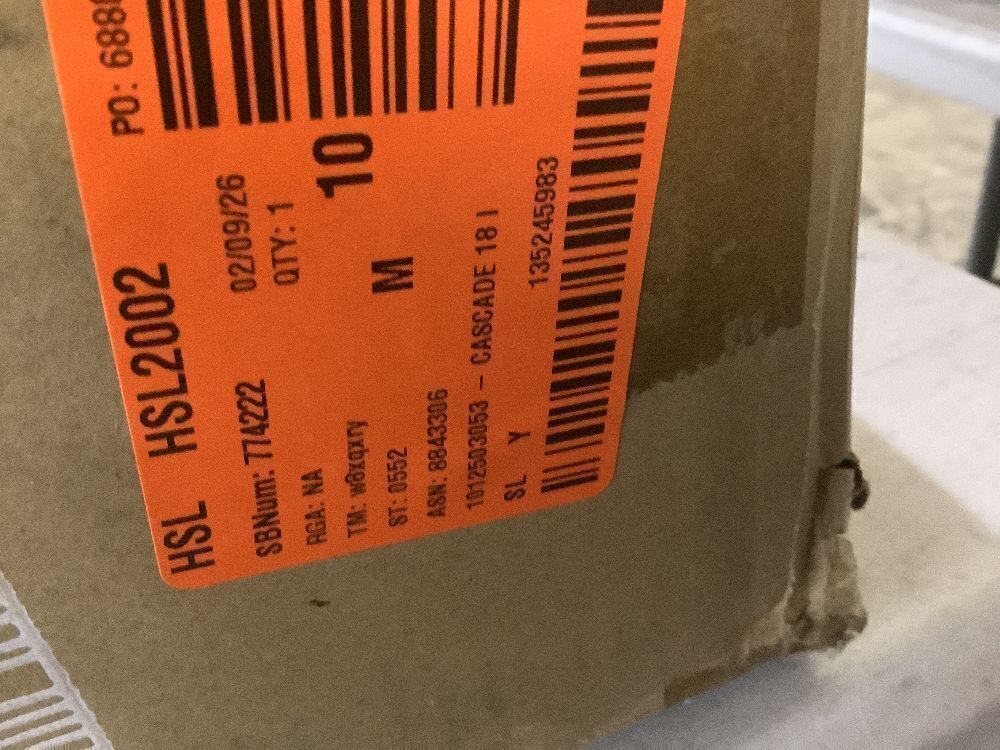 HSL HSL2002 PO: 688
SBNum: 774222 02/09/26
RGA: NA QTY: 1
TM: w8xqxry 10
ST: 0552 M
ASN: 8843306
1012503053 – CASCADE 18 I
SL Y 135245983